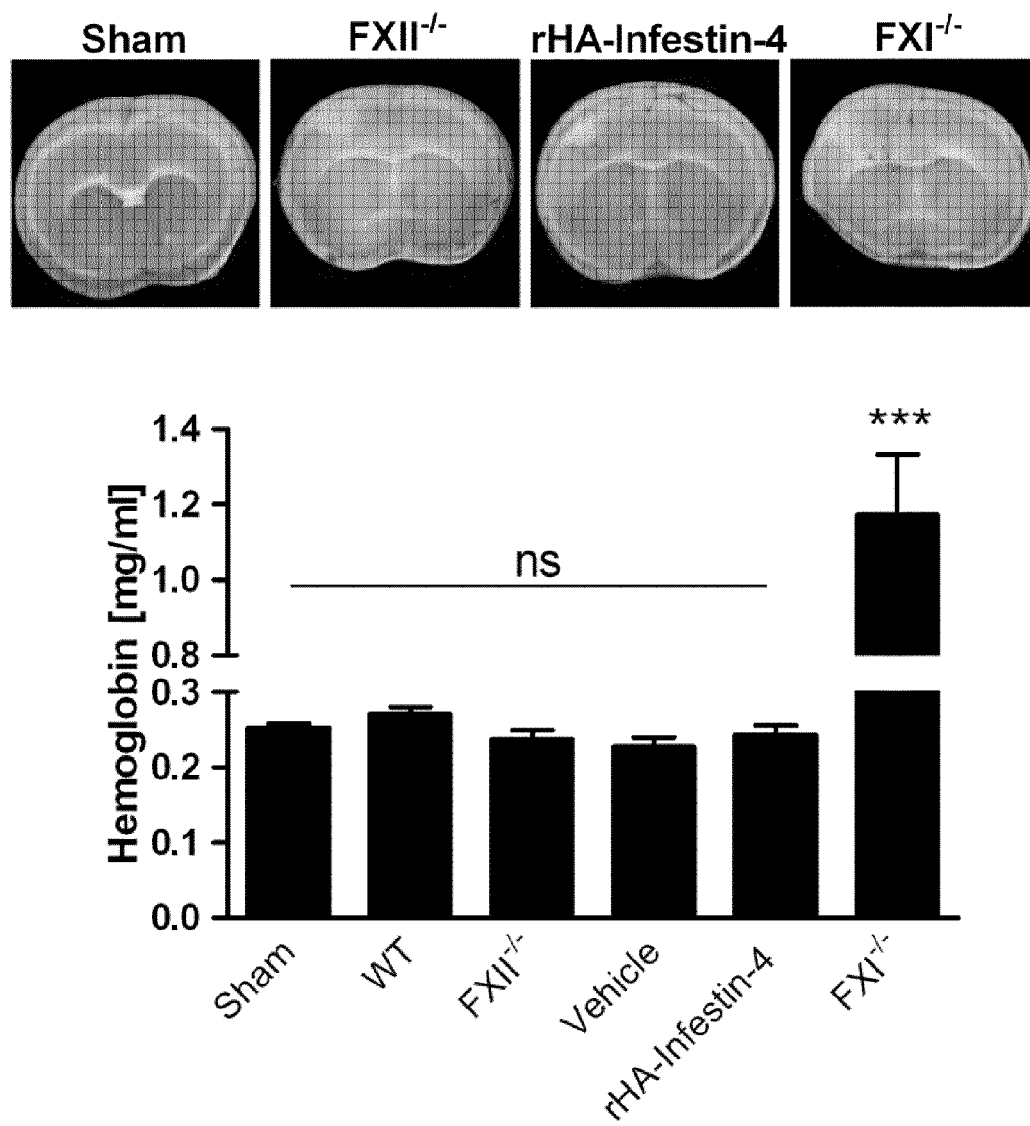 Sham FXII-/- rHA-Infestin-4 FXI-/-
Hemoglobin [mg/ml]
1.4
***
1.2
ns
1.0
0.8
0.3
0.2
0.1
0.0
Sham WT FXII-/- Vehicle rHA-Infestin-4 FXI-/-